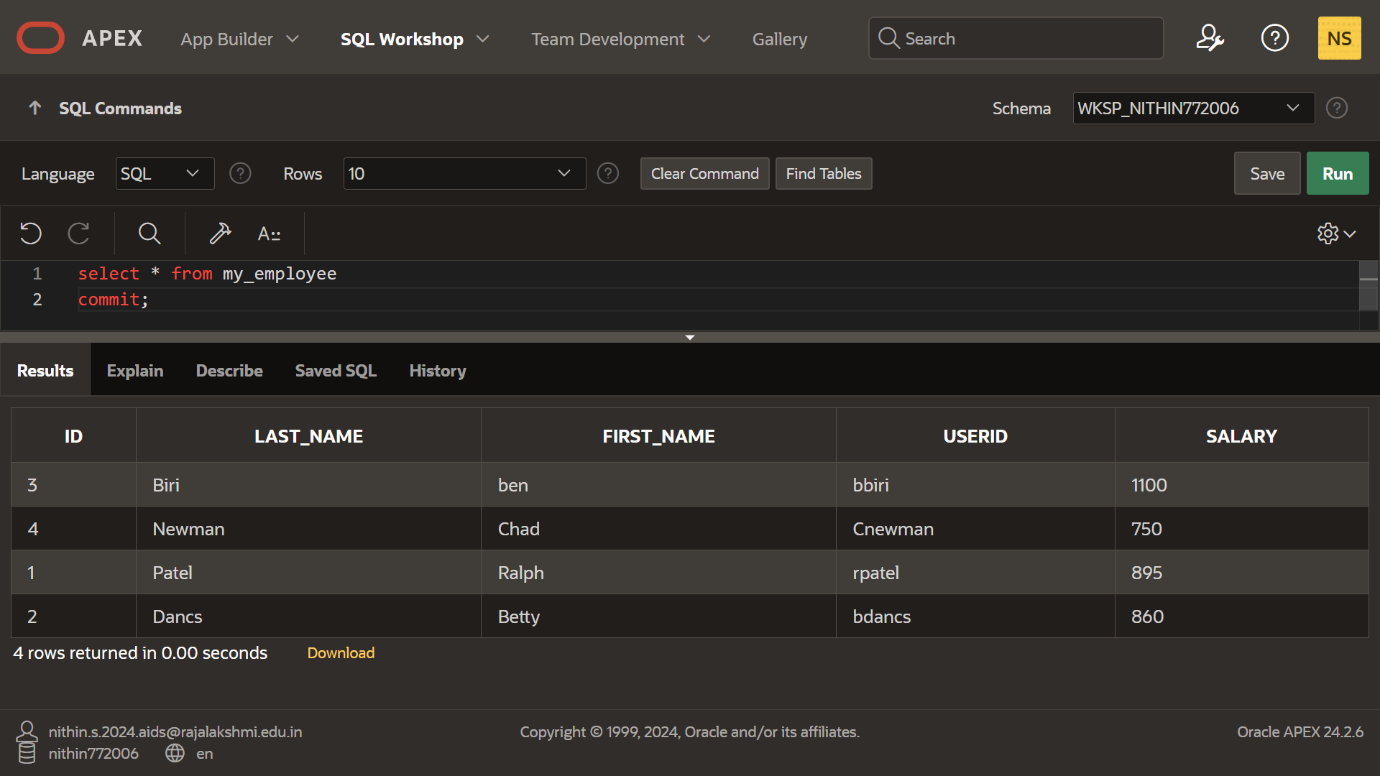 APEX App Builder SQL Workshop Team Development Gallery Search NS
SQL Commands Schema WKSP_NITHIN772006 ?
Language SQL ? Rows 10 ? Clear Command Find Tables Save Run
A::
1 select * from my_employee
2 commit;
Results Explain Describe Saved SQL History
ID LAST_NAME FIRST_NAME USERID SALARY
3 Biri ben bbiri 1100
4 Newman Chad Cnewman 750
1 Patel Ralph rpatel 895
2 Dancs Betty bdancs 860
4 rows returned in 0.00 seconds Download
nithin.s.2024.aids@rajalakshmi.edu.in Copyright © 1999, 2024, Oracle and/or its affiliates. Oracle APEX 24.2.6
nithin772006 en